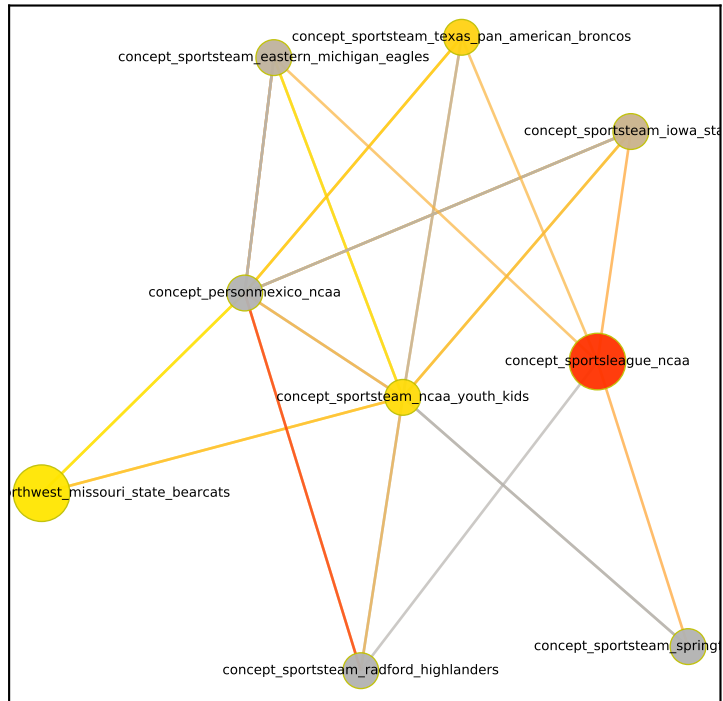 concept_sportsteam_texas_pan_american_broncos
concept_sportsteam_eastern_michigan_eagles
concept_sportsteam_iowa_sta
concept_personmexico_ncaa
concept_sportsleague_ncaa
concept_sportsteam_ncaa_youth_kids
rthwest_missouri_state_bearcats
concept_sportsteam_spring
concept_sportsteam_radford_highlanders